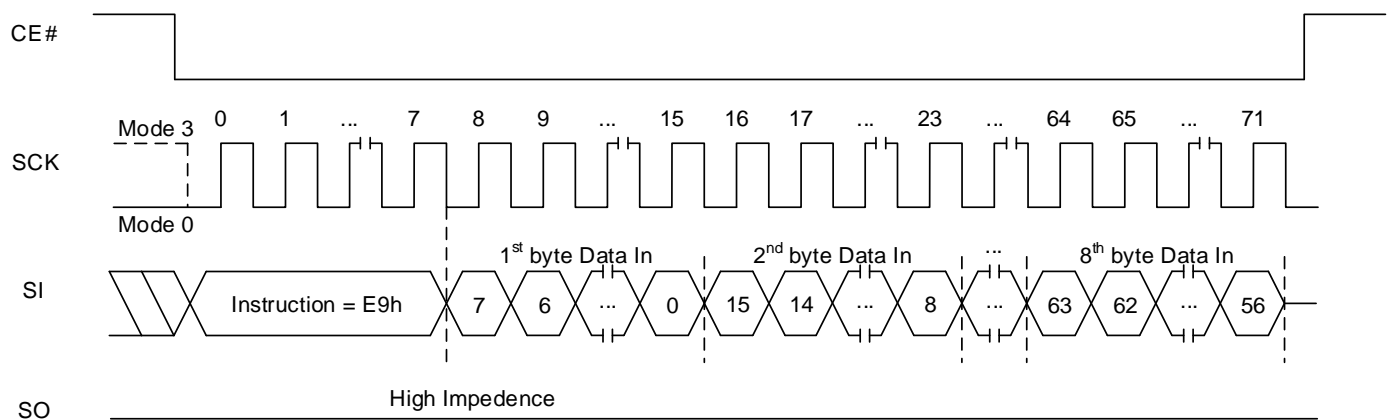 CE#
Mode 3
0 1 ... 7 8 9 ... 15 16 17 ... 23 ... 64 65 ... 71
SCK
Mode 0
1st byte Data In 2nd byte Data In ... 8th byte Data In
SI
Instruction = E9h 7 6 ... 0 15 14 ... 8 ... 63 62 ... 56
High Impedence
SO